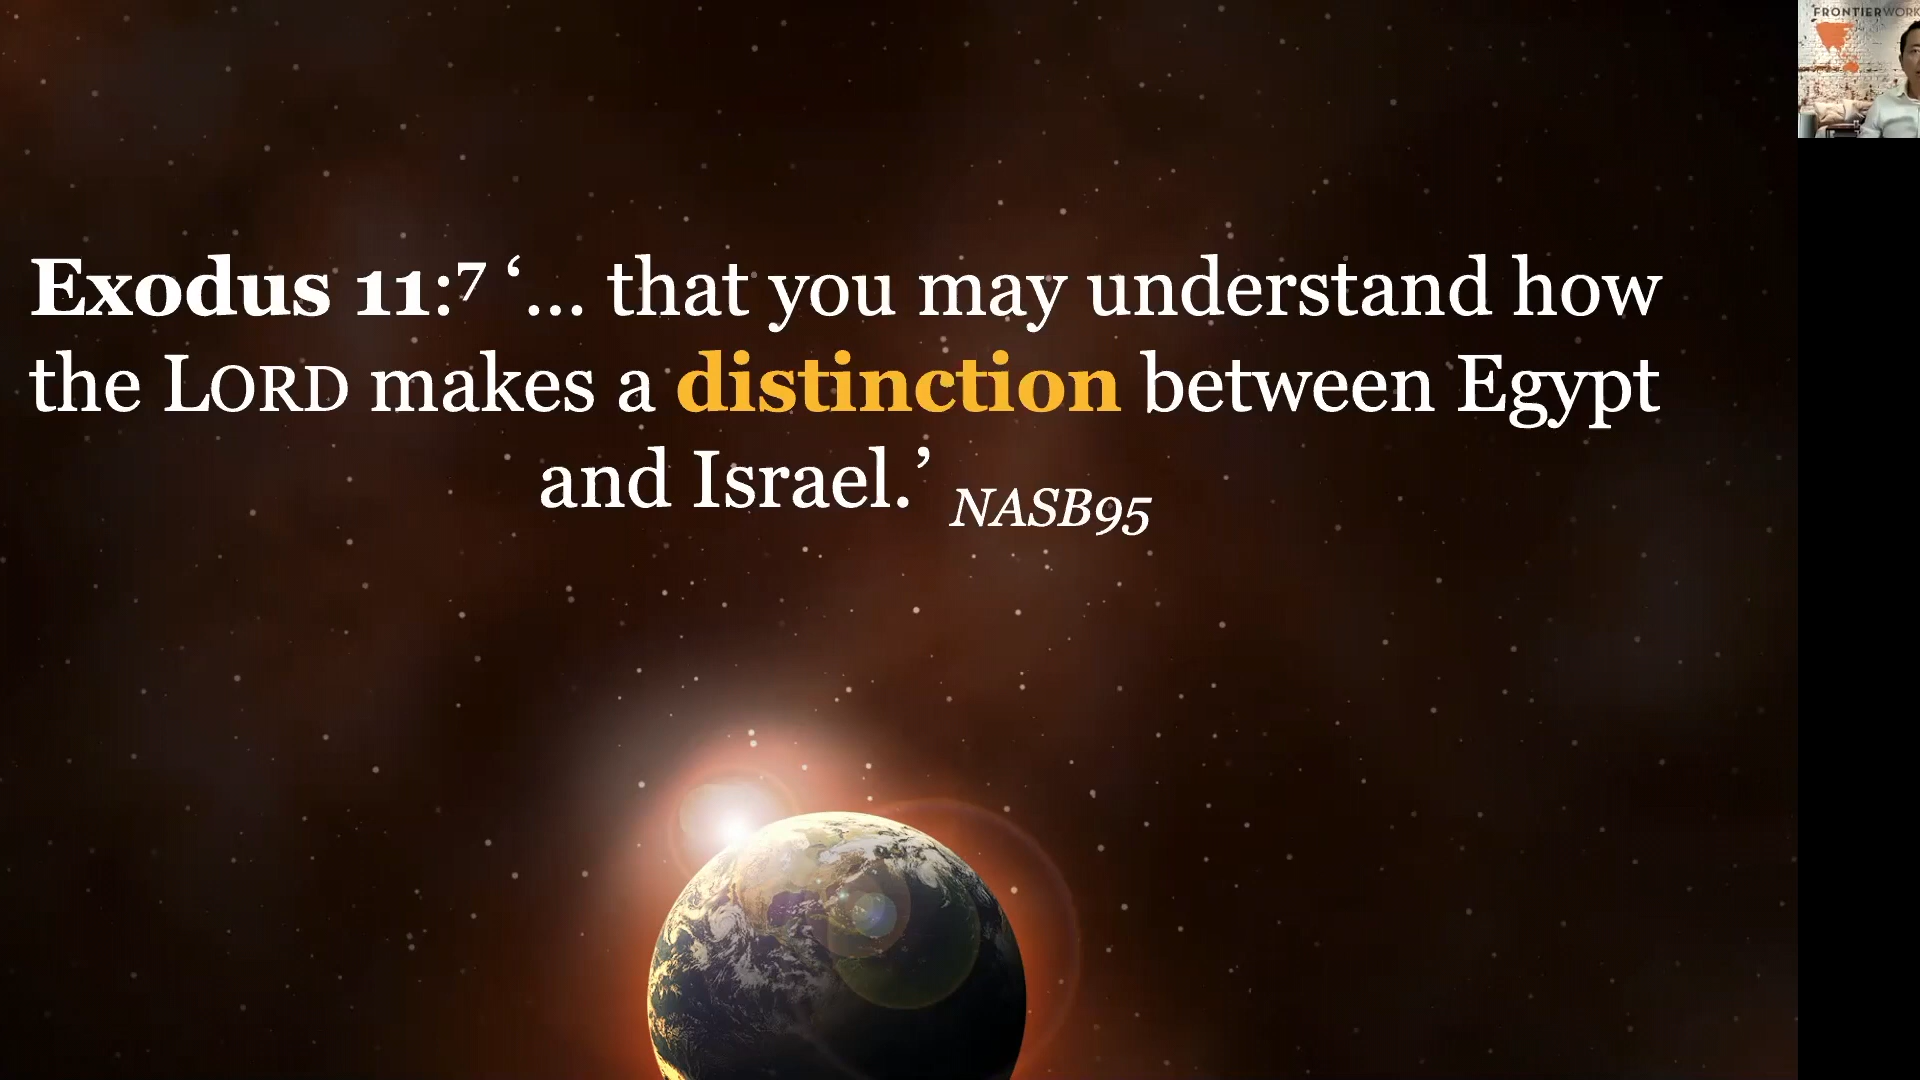 FRONTIERWORK
Exodus 11:7 ‘... that you may understand how
the LORD makes a distinction between Egypt
and Israel.’ NASB95